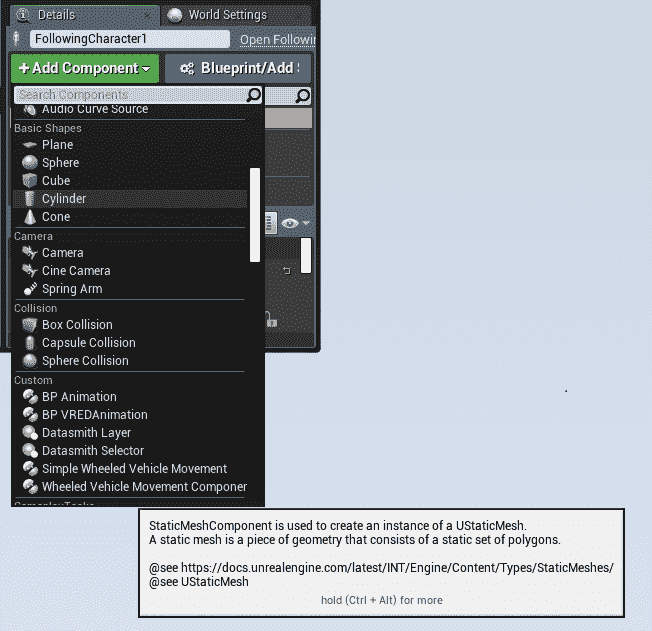 Details
World Settings
FollowingCharacter1
Open Followin
+ Add Component
Blueprint/Add
Search Components
Audio Curve Source
Basic Shapes
Plane
Sphere
Cube
Cylinder
Cone
Camera
Camera
Cine Camera
Spring Arm
Collision
Box Collision
Capsule Collision
Sphere Collision
Custom
BP Animation
BP VREDAnimation
Datasmith Layer
Datasmith Selector
Simple Wheeled Vehicle Movement
Wheeled Vehicle Movement Componer
StaticMeshComponent is used to create an instance of a UStaticMesh.
A static mesh is a piece of geometry that consists of a static set of polygons.
@see https://docs.unrealengine.com/latest/INT/Engine/Content/Types/StaticMeshes/
@see UStaticMesh
hold (Ctrl + Alt) for more